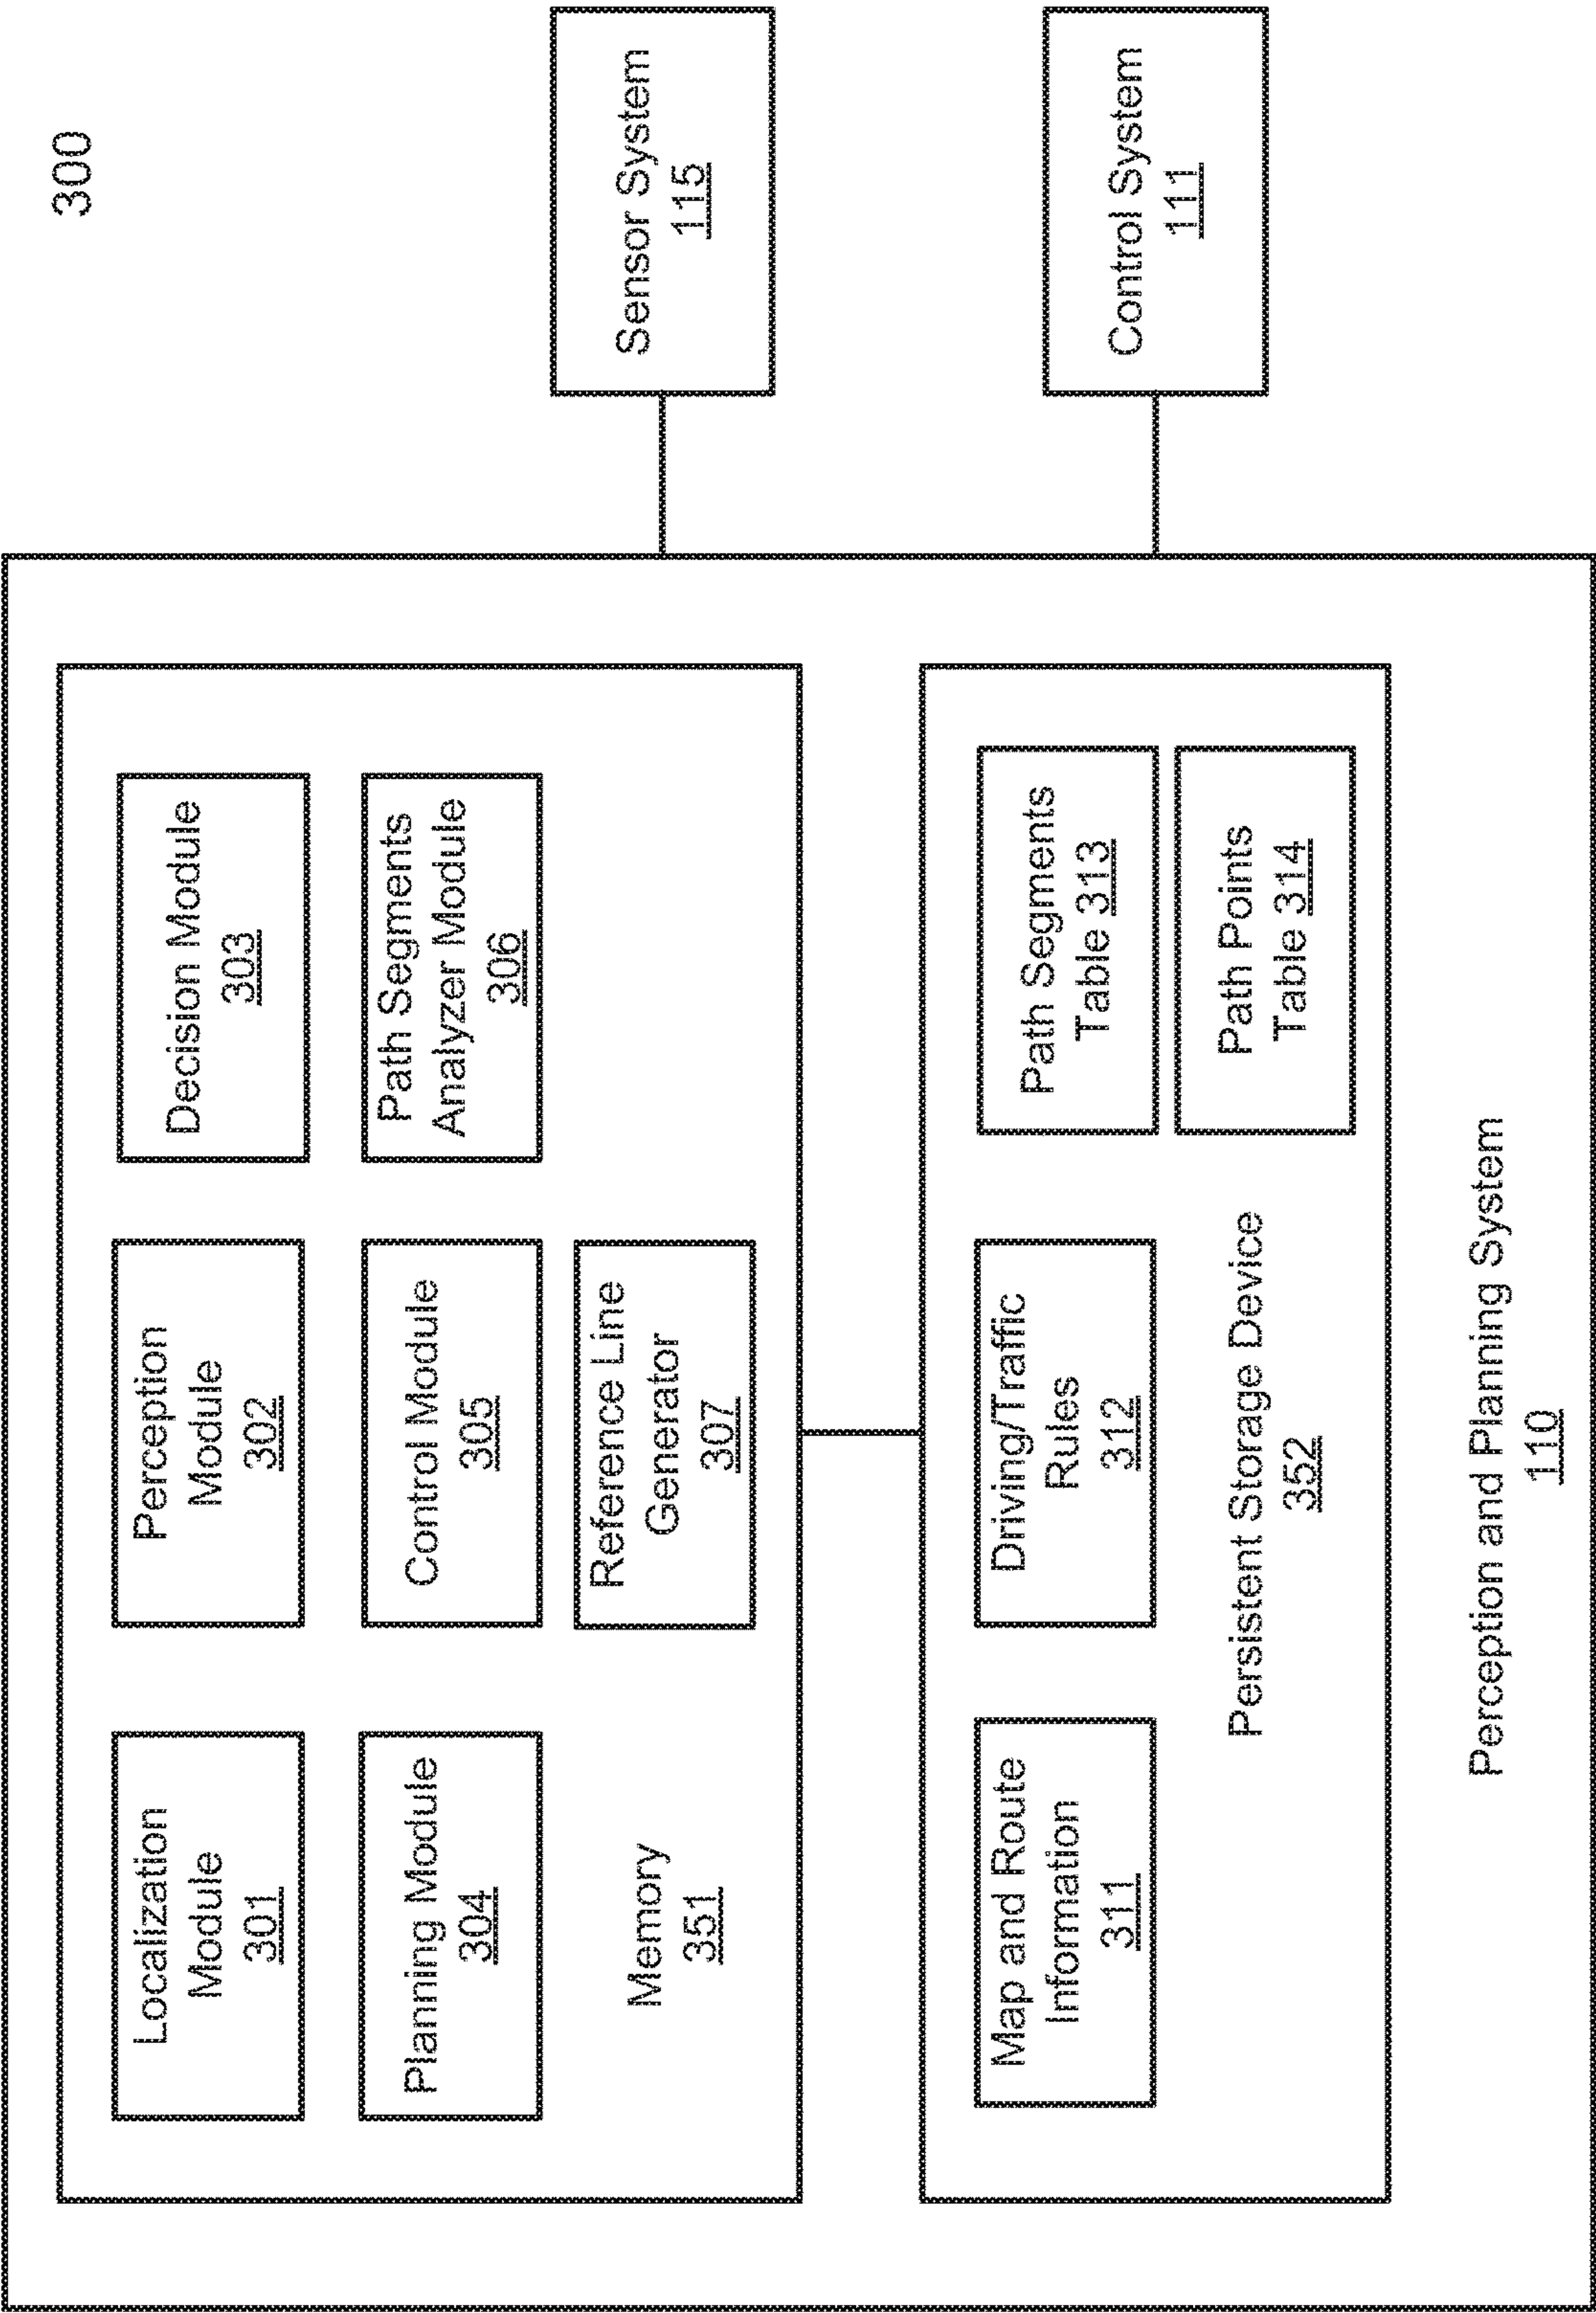 300
Localization
Module
301
Perception
Module
302
Decision Module
303
Planning Module
304
Control Module
305
Path Segments
Analyzer Module
306
Memory
351
Reference Line
Generator
307
Sensor System
115
Map and Route
Information
311
Driving/Traffic
Rules
312
Path Segments
Table 313
Path Points
Table 314
Persistent Storage Device
352
Control System
111
Perception and Planning System
110